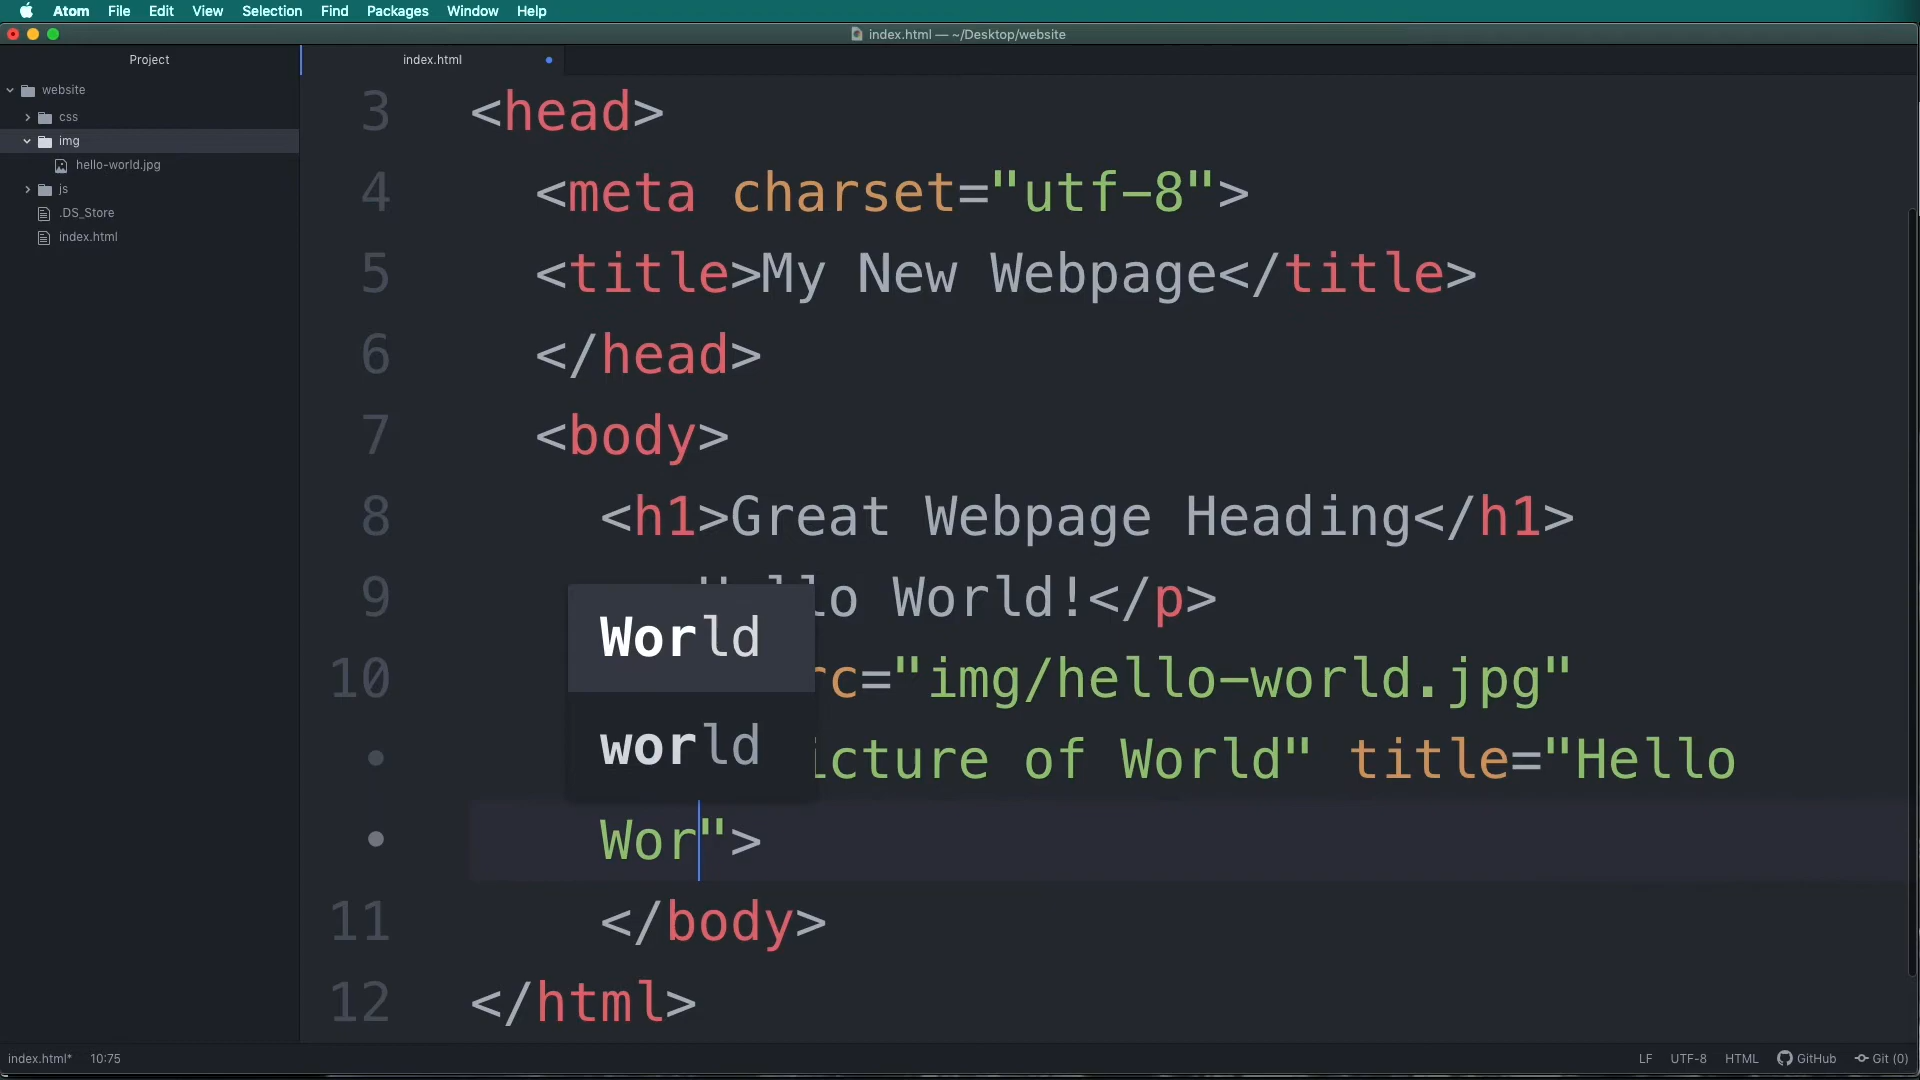 Atom File Edit View Selection Find Packages Window Help
index.html — ~/Desktop/website
Project
index.html
website
css
img
hello-world.jpg
js
.DS_Store
index.html
3 <head>
4 <meta charset="utf-8">
5 <title>My New Webpage</title>
6 </head>
7 <body>
8 <h1>Great Webpage Heading</h1>
9 Hello World!</p>
10 rc="img/hello-world.jpg"
• icture of World" title="Hello
• Wor">
World
world
11 </body>
12 </html>
index.html* 10:75
LF UTF-8 HTML GitHub Git (0)